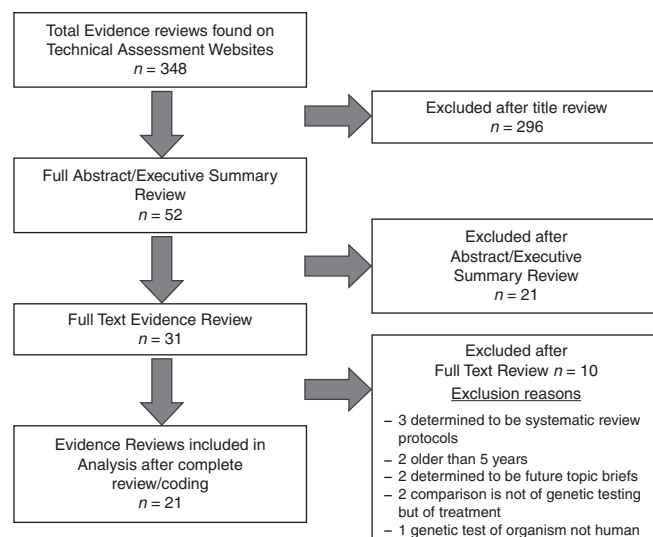 Total Evidence reviews found on
Technical Assessment Websites
n = 348
Excluded after title review
n = 296
Full Abstract/Executive Summary
Review
n = 52
Excluded after
Abstract/Executive
Summary Review
n = 21
Full Text Evidence Review
n = 31
Excluded after
Full Text Review n = 10
Exclusion reasons
– 3 determined to be systematic review
protocols
– 2 older than 5 years
– 2 determined to be future topic briefs
– 2 comparison is not of genetic testing
but of treatment
– 1 genetic test of organism not human
Evidence Reviews included in
Analysis after complete
review/coding
n = 21